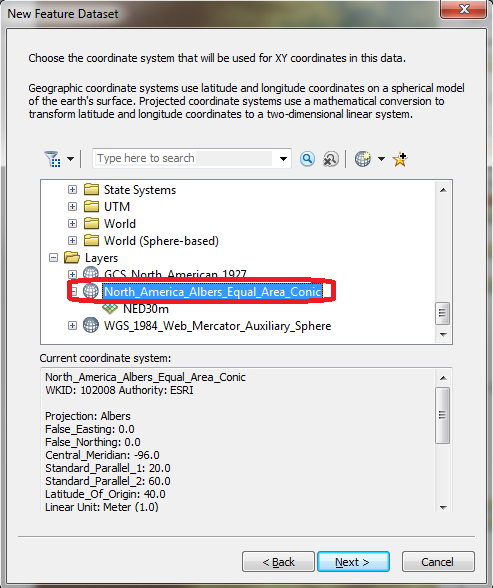 New Feature Dataset
Choose the coordinate system that will be used for XY coordinates in this data.
Geographic coordinate systems use latitude and longitude coordinates on a spherical model
of the earth's surface. Projected coordinate systems use a mathematical conversion to
transform latitude and longitude coordinates to a two-dimensional linear system.
Type here to search
State Systems
UTM
World
World (Sphere-based)
Layers
GCS_North_American_1927
North_America_Albers_Equal_Area_Conic
NED30m
WGS_1984_Web_Mercator_Auxiliary_Sphere
Current coordinate system:
North_America_Albers_Equal_Area_Conic
WKID: 102008 Authority: ESRI
Projection: Albers
False_Easting: 0.0
False_Northing: 0.0
Central_Meridian: -96.0
Standard_Parallel_1: 20.0
Standard_Parallel_2: 60.0
Latitude_Of_Origin: 40.0
Linear Unit: Meter (1.0)
< Back Next > Cancel